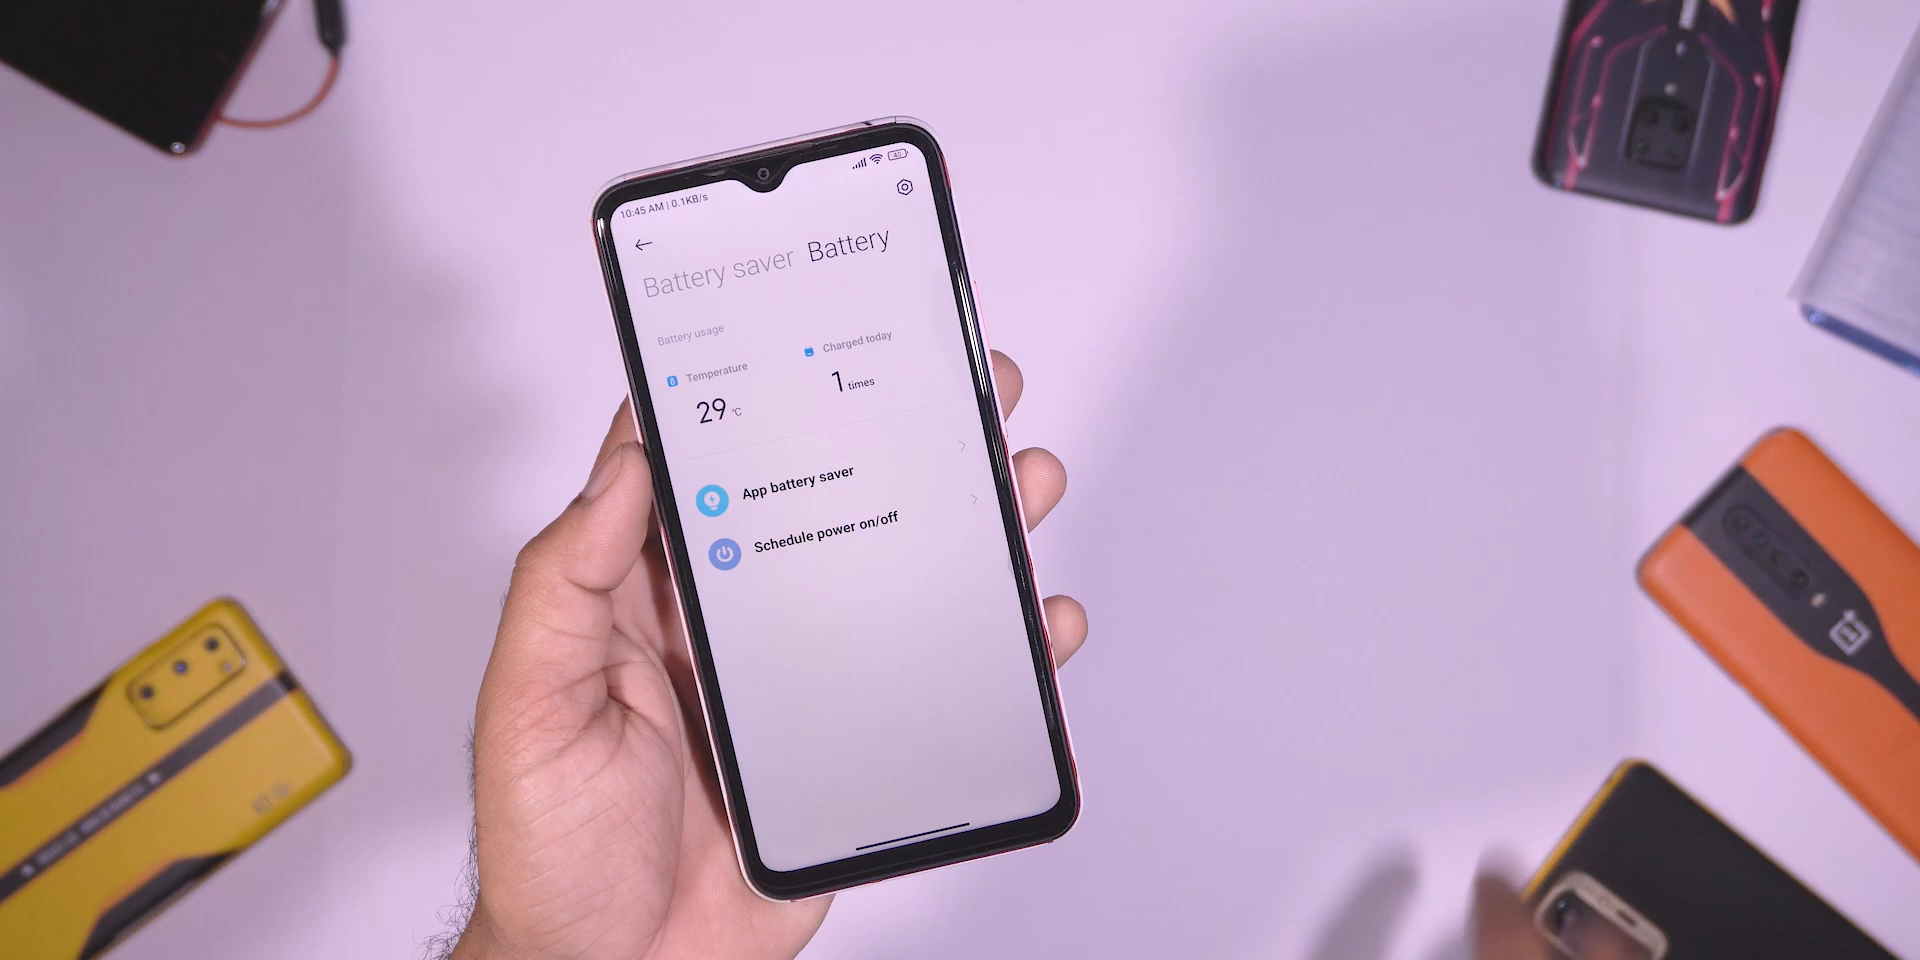 10:45 AM | 0.1KB/s
40
Battery saver Battery
Battery usage
Temperature
29 °C
Charged today
1 times
App battery saver
Schedule power on/off